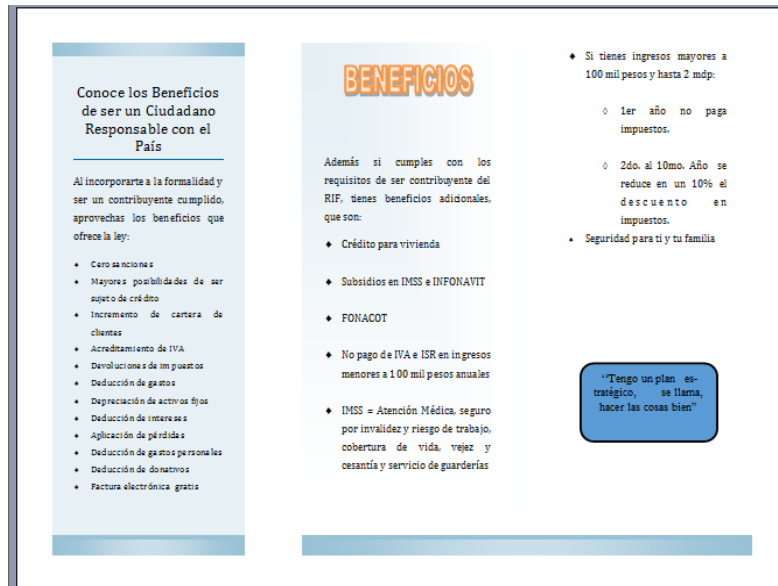 Conoce los Beneficios
de ser un Ciudadano
Responsable con el
País
Al incorporarte a la formalidad y
ser un contribuyente cumplido,
aprovechas los beneficios que
ofrece la ley:
Cero sanciones
Mayores posibilidades de ser
sujeto de crédito
Incremento de cartera de
clientes
Acreditamiento de IVA
Devoluciones de impuestos
Deducción de gastos
Depreciación de activos fijos
Deducción de intereses
Aplicación de pérdidas
Deducción de gastos personales
Deducción de donativos
Factura electrónica gratis
BENEFICIOS
Además si cumples con los
requisitos de ser contribuyente del
RIF, tienes beneficios adicionales,
que son:
Crédito para vivienda
Subsidios en IMSS e INFONAVIT
FONACOT
No pago de IVA e ISR en ingresos
menores a 100 mil pesos anuales
IMSS = Atención Médica, seguro
por invalidez y riesgo de trabajo,
cobertura de vida, vejez y
cesantía y servicio de guarderías
Si tienes ingresos mayores a
100 mil pesos y hasta 2 mdp:
1er año no paga
impuestos.
2do. al 10mo. Año se
reduce en un 10% el
descuento en
impuestos.
Seguridad para ti y tu familia
“Tengo un plan es-
tratégico, se llama,
hacer las cosas bien”